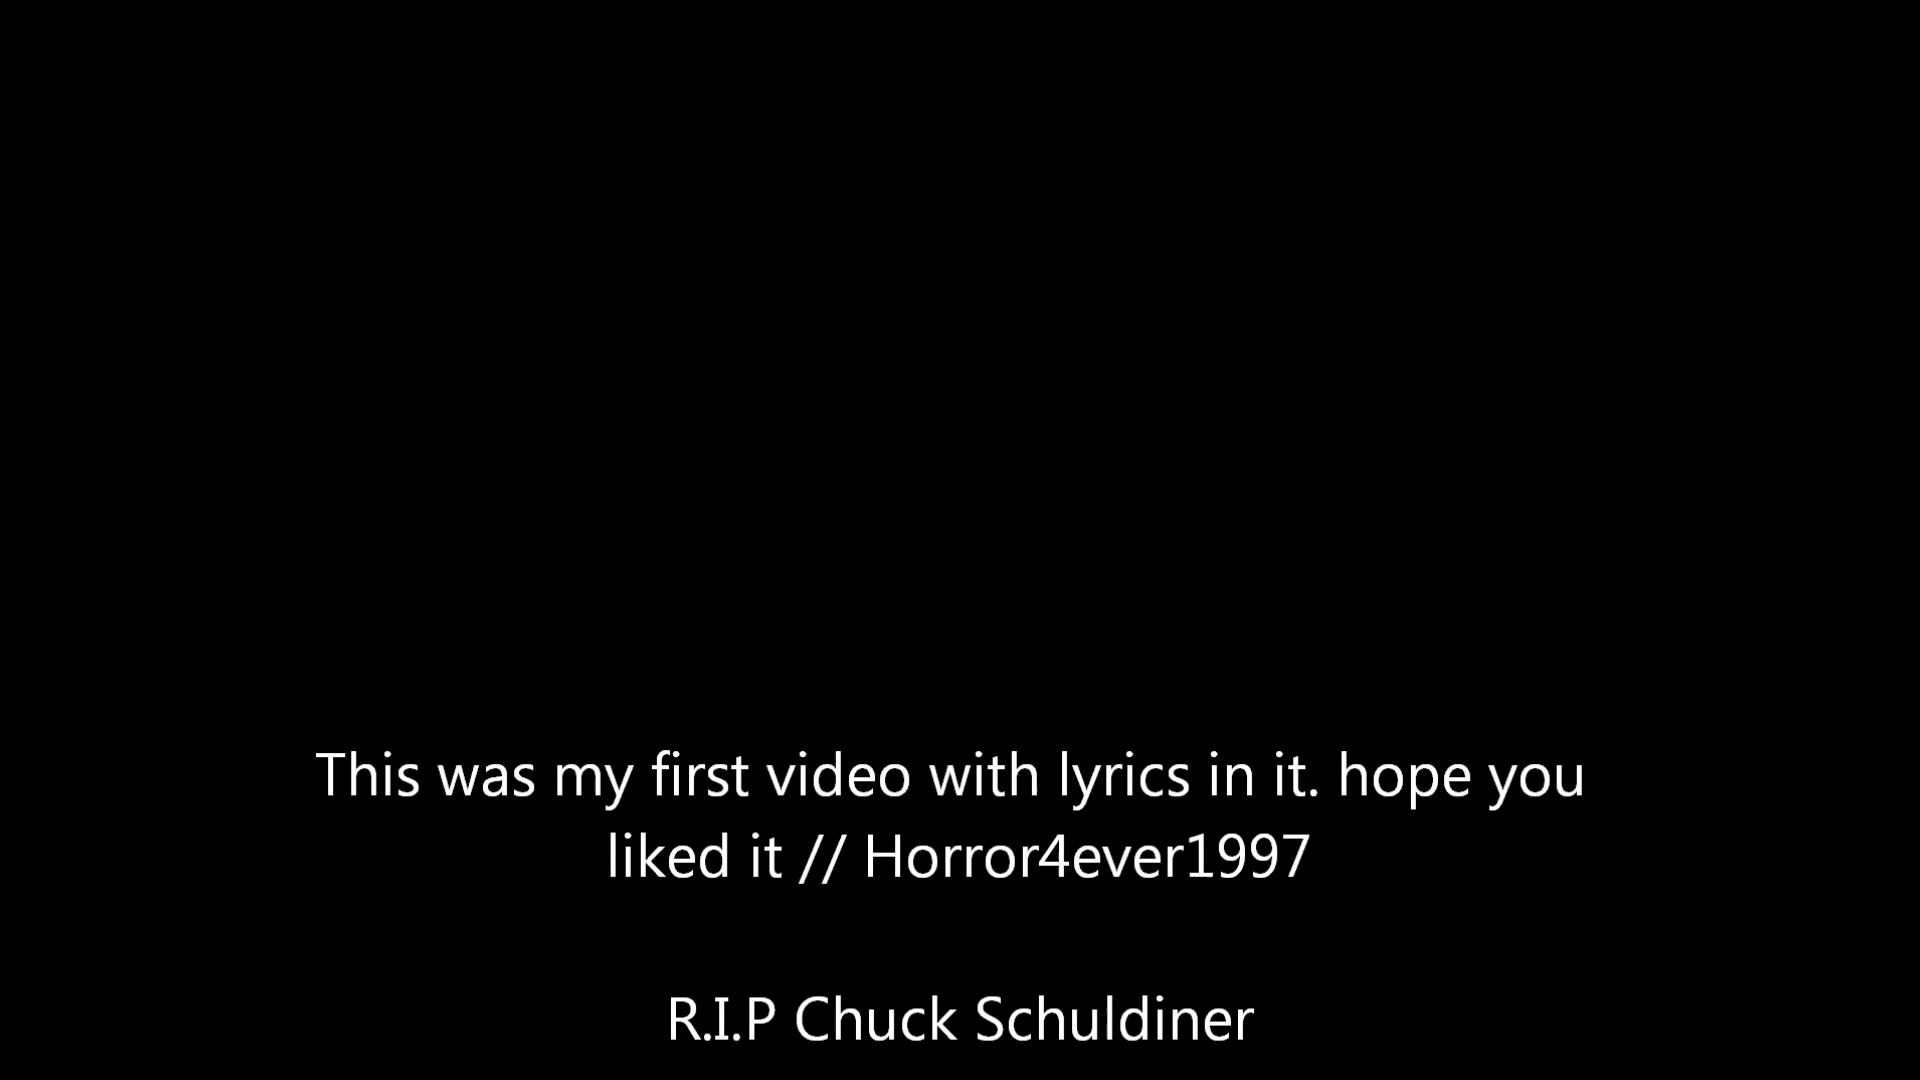 This was my first video with lyrics in it. hope you
liked it // Horror4ever1997
R.I.P Chuck Schuldiner